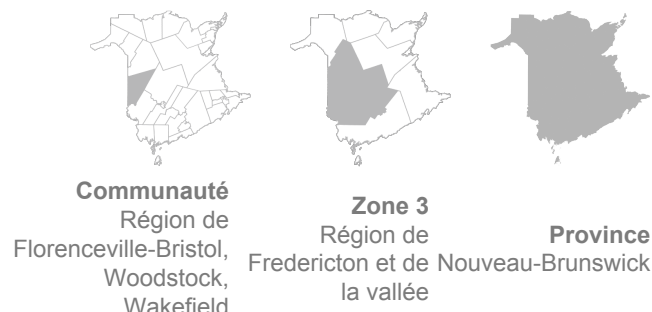 Communauté
Région de
Florenceville-Bristol,
Woodstock,
Wakefield
Zone 3
Région de
Fredericton et de
la vallée
Province
Nouveau-Brunswick